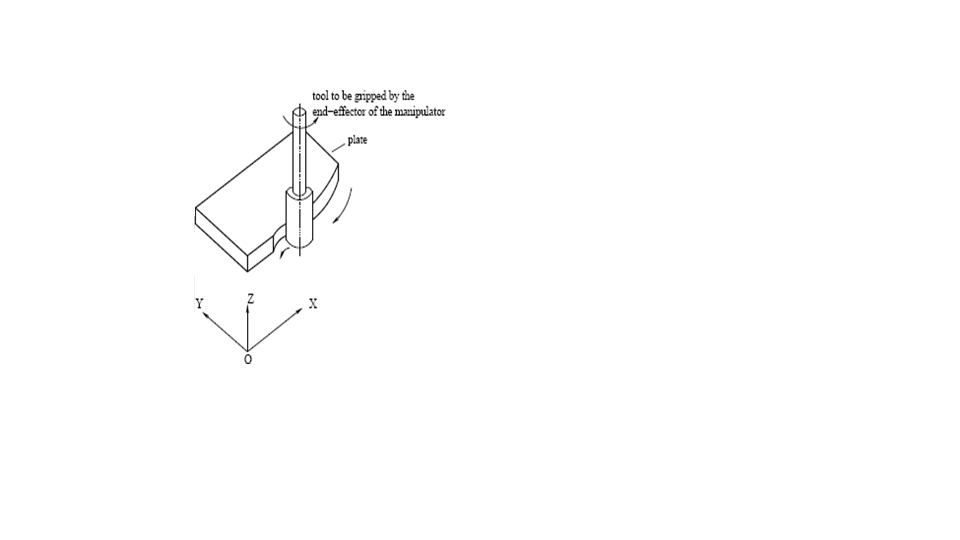 tool to be gripped by the
end-effector of the manipulator
plate
Y
Z
X
O